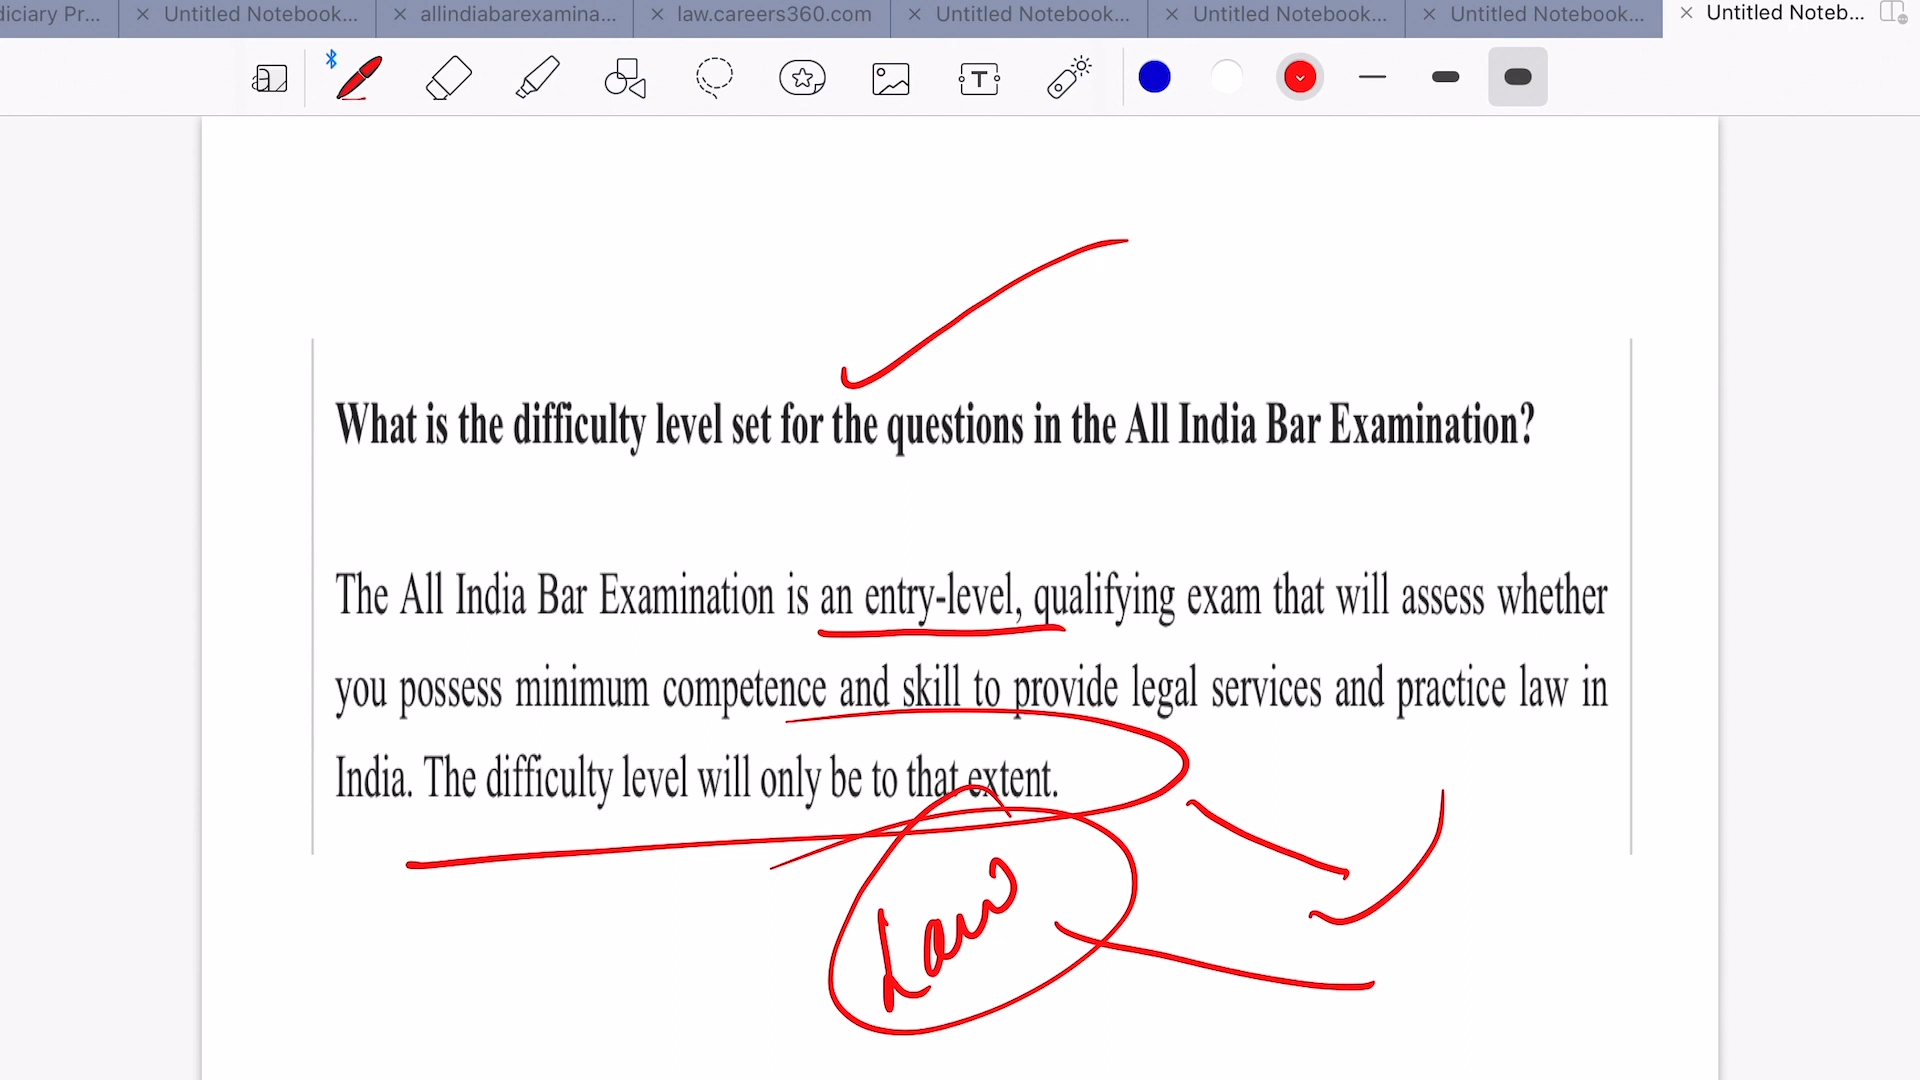 diciary Pr...
Untitled Notebook...
allindiabarexamina...
law.careers360.com
Untitled Notebook...
Untitled Notebook...
Untitled Notebook...
Untitled Noteb...
a
T
What is the difficulty level set for the questions in the All India Bar Examination?
The All India Bar Examination is an entry-level, qualifying exam that will assess whether
you possess minimum competence and skill to provide legal services and practice law in
India. The difficulty level will only be to that extent.
Law